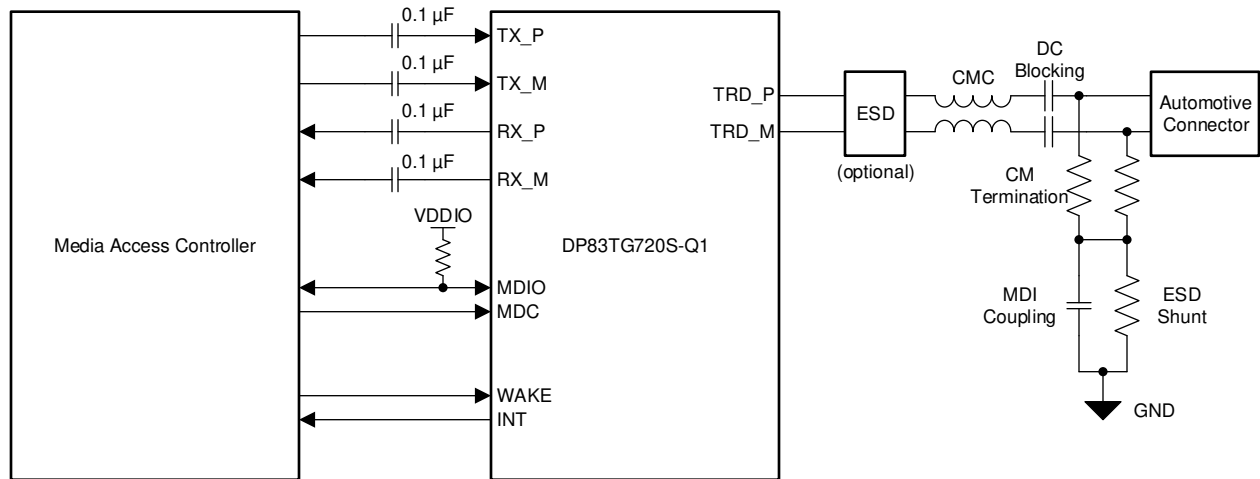 0.1 µF
TX_P
0.1 µF
TX_M
0.1 µF
RX_P
0.1 µF
RX_M
VDDIO
Media Access Controller
DP83TG720S-Q1
MDIO
MDC
WAKE
INT
TRD_P
TRD_M
ESD
(optional)
CMC
DC
Blocking
Automotive
Connector
CM
Termination
MDI
Coupling
ESD
Shunt
GND